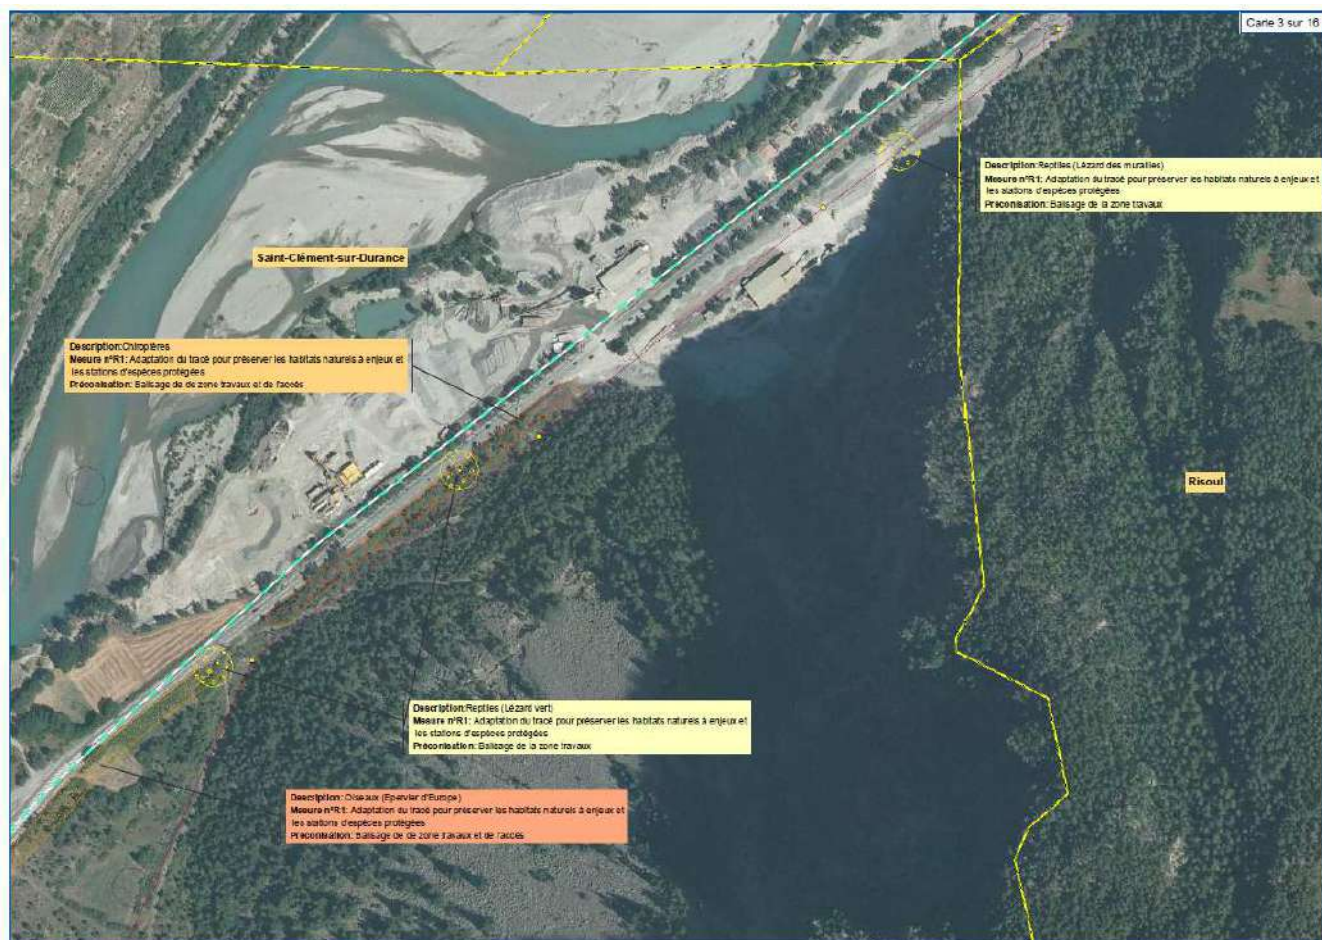 Carte 3 sur 16
Description: Reptiles (Lézard des murailles)
Mesure n°R1: Adaptation du tracé pour préserver les habitats naturels à enjeux et
les stations d'espèces protégées
Préconisation: Balisage de la zone travaux
Saint-Clément-sur-Durance
Description: Chiroptères
Mesure n°R1: Adaptation du tracé pour préserver les habitats naturels à enjeux et
les stations d'espèces protégées
Préconisation: Balisage de de zone travaux et de l'accès
Risoul
Description: Reptiles (Lézard vert)
Mesure n°R1: Adaptation du tracé pour préserver les habitats naturels à enjeux et
les stations d'espèces protégées
Préconisation: Balisage de la zone travaux
Description: Oiseaux (Epervier d'Europe)
Mesure n°R1: Adaptation du tracé pour préserver les habitats naturels à enjeux et
les stations d'espèces protégées
Préconisation: Balisage de de zone travaux et de l'accès